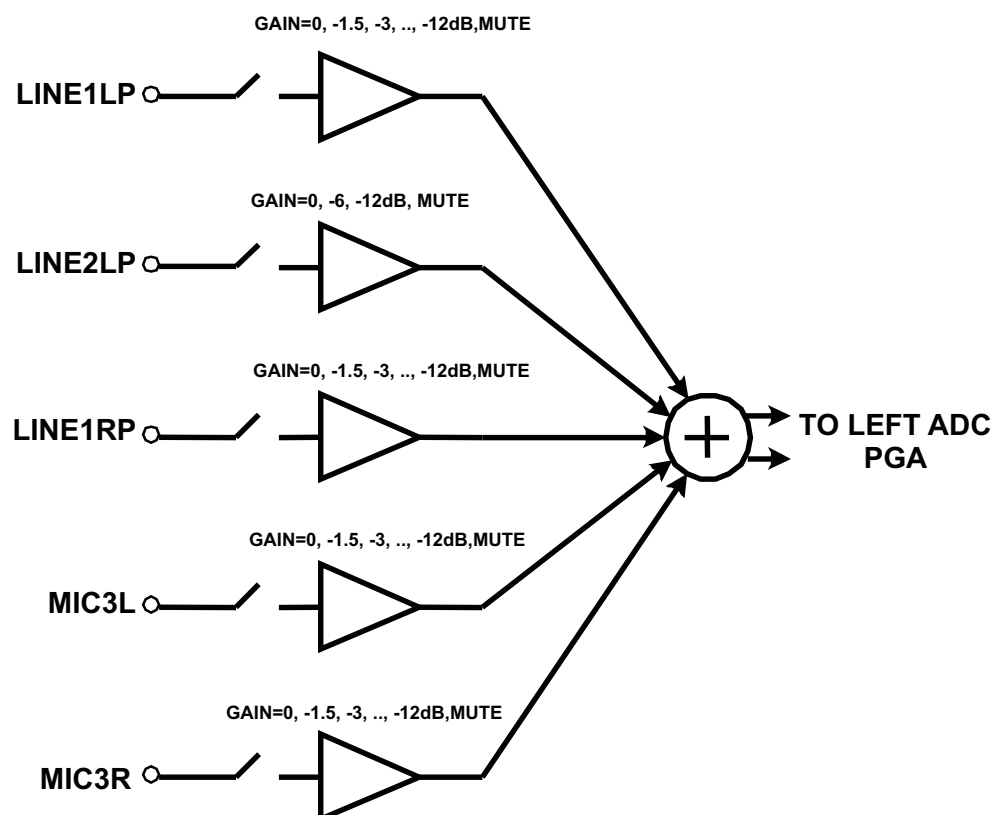 GAIN=0, -1.5, -3, .., -12dB,MUTE
LINE1LP
GAIN=0, -6, -12dB, MUTE
LINE2LP
GAIN=0, -1.5, -3, .., -12dB,MUTE
LINE1RP
TO LEFT ADC
PGA
GAIN=0, -1.5, -3, .., -12dB,MUTE
MIC3L
GAIN=0, -1.5, -3, .., -12dB,MUTE
MIC3R